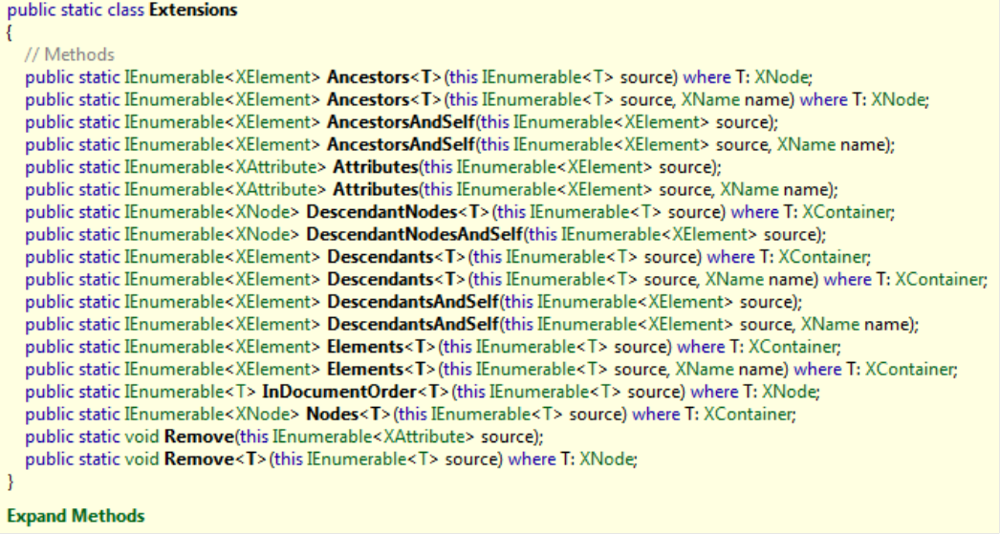 public static class Extensions
{
// Methods
public static IEnumerable<XElement> Ancestors<T>(this IEnumerable<T> source) where T: XNode;
public static IEnumerable<XElement> Ancestors<T>(this IEnumerable<T> source, XName name) where T: XNode;
public static IEnumerable<XElement> AncestorsAndSelf(this IEnumerable<XElement> source);
public static IEnumerable<XElement> AncestorsAndSelf(this IEnumerable<XElement> source, XName name);
public static IEnumerable<XAttribute> Attributes(this IEnumerable<XElement> source);
public static IEnumerable<XAttribute> Attributes(this IEnumerable<XElement> source, XName name);
public static IEnumerable<XNode> DescendantNodes<T>(this IEnumerable<T> source) where T: XContainer;
public static IEnumerable<XNode> DescendantNodesAndSelf(this IEnumerable<XElement> source);
public static IEnumerable<XElement> Descendants<T>(this IEnumerable<T> source) where T: XContainer;
public static IEnumerable<XElement> Descendants<T>(this IEnumerable<T> source, XName name) where T: XContainer;
public static IEnumerable<XElement> DescendantsAndSelf(this IEnumerable<XElement> source);
public static IEnumerable<XElement> DescendantsAndSelf(this IEnumerable<XElement> source, XName name);
public static IEnumerable<XElement> Elements<T>(this IEnumerable<T> source) where T: XContainer;
public static IEnumerable<XElement> Elements<T>(this IEnumerable<T> source, XName name) where T: XContainer;
public static IEnumerable<T> InDocumentOrder<T>(this IEnumerable<T> source) where T: XNode;
public static IEnumerable<XNode> Nodes<T>(this IEnumerable<T> source) where T: XContainer;
public static void Remove(this IEnumerable<XAttribute> source);
public static void Remove<T>(this IEnumerable<T> source) where T: XNode;
}
Expand Methods